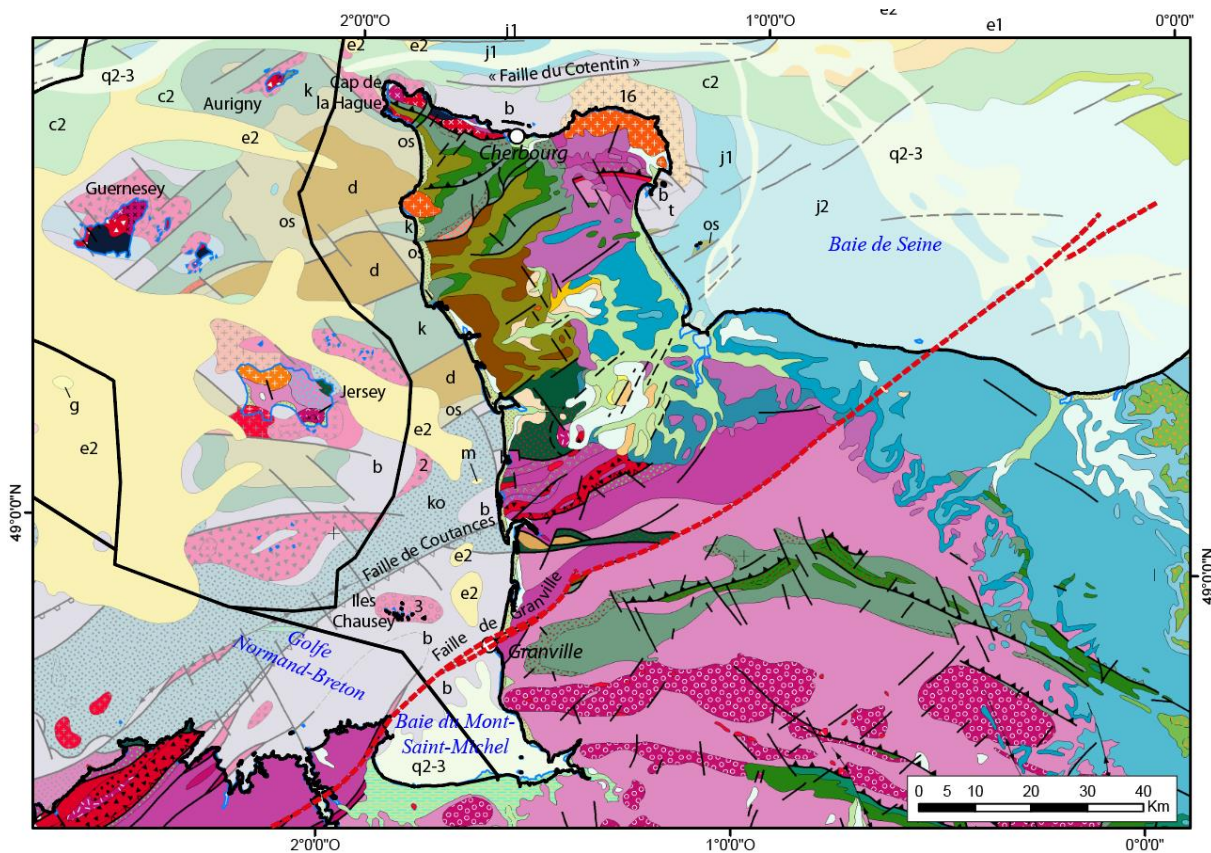 e2
e1
2°0'0"O
j1
1°0'0"O
0°0'0"
e2
e2
j1
« Faille du Cotentin »
q2-3
Cap de
la Hague
c2
Aurigny
k
b
16
c2
c2
e2
os
Cherbourg
j1
q2-3
Guernesey
d
b
t
j2
k
os
os
Baie de Seine
d
k
g
Jersey
d
e2
os
e2
m
b
2
ko
49°0'0"N
b
Faille de Coutances
e2
49°0'0"N
Iles
Chausey
3
e2
Golfe
Normand-Breton
b
Faille de Granville
Granville
b
Baie du Mont-
Saint-Michel
q2-3
0 5 10 20 30 40
Km
2°0'0"O
1°0'0"O
0°0'0"